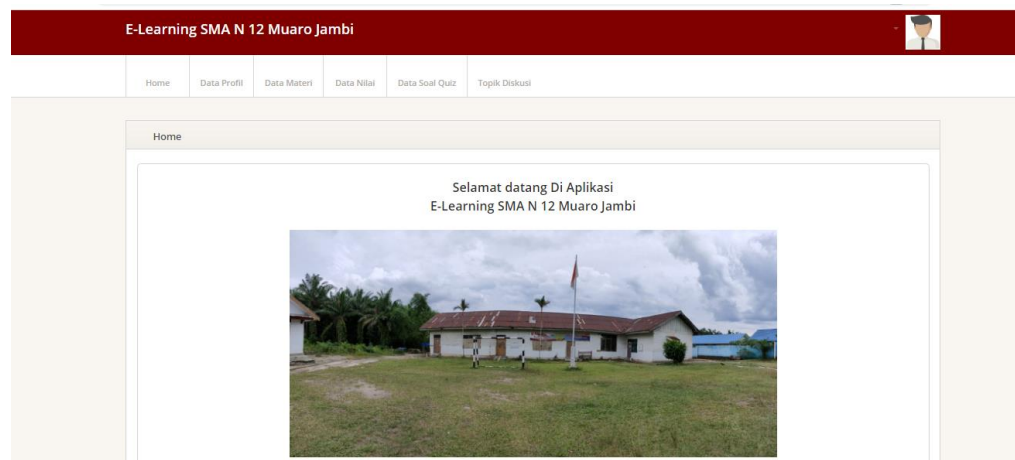 E-Learning SMA N 12 Muaro Jambi
Home Data Profil Data Materi Data Nilai Data Soal Quiz Topik Diskusi
Home
Selamat datang Di Aplikasi
E-Learning SMA N 12 Muaro Jambi